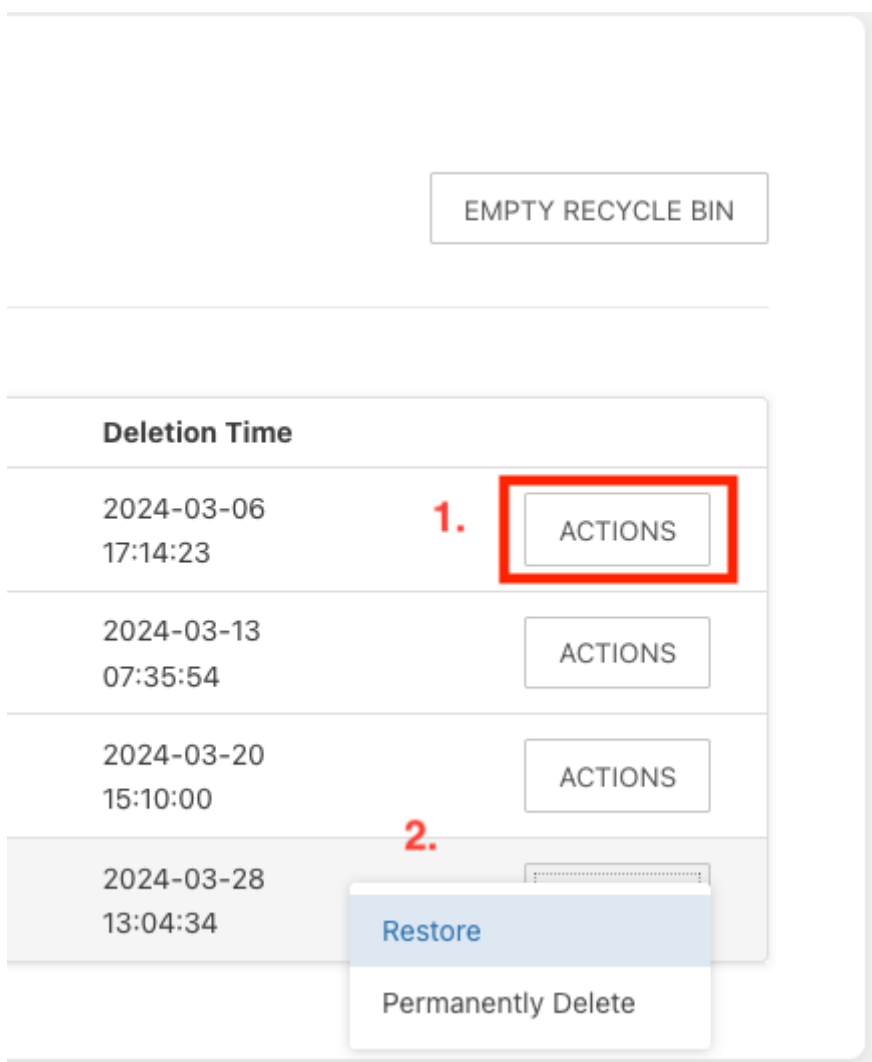 EMPTY RECYCLE BIN
Deletion Time
2024-03-06
17:14:23
1.
ACTIONS
2024-03-13
07:35:54
ACTIONS
2024-03-20
15:10:00
ACTIONS
2.
2024-03-28
13:04:34
Restore
Permanently Delete